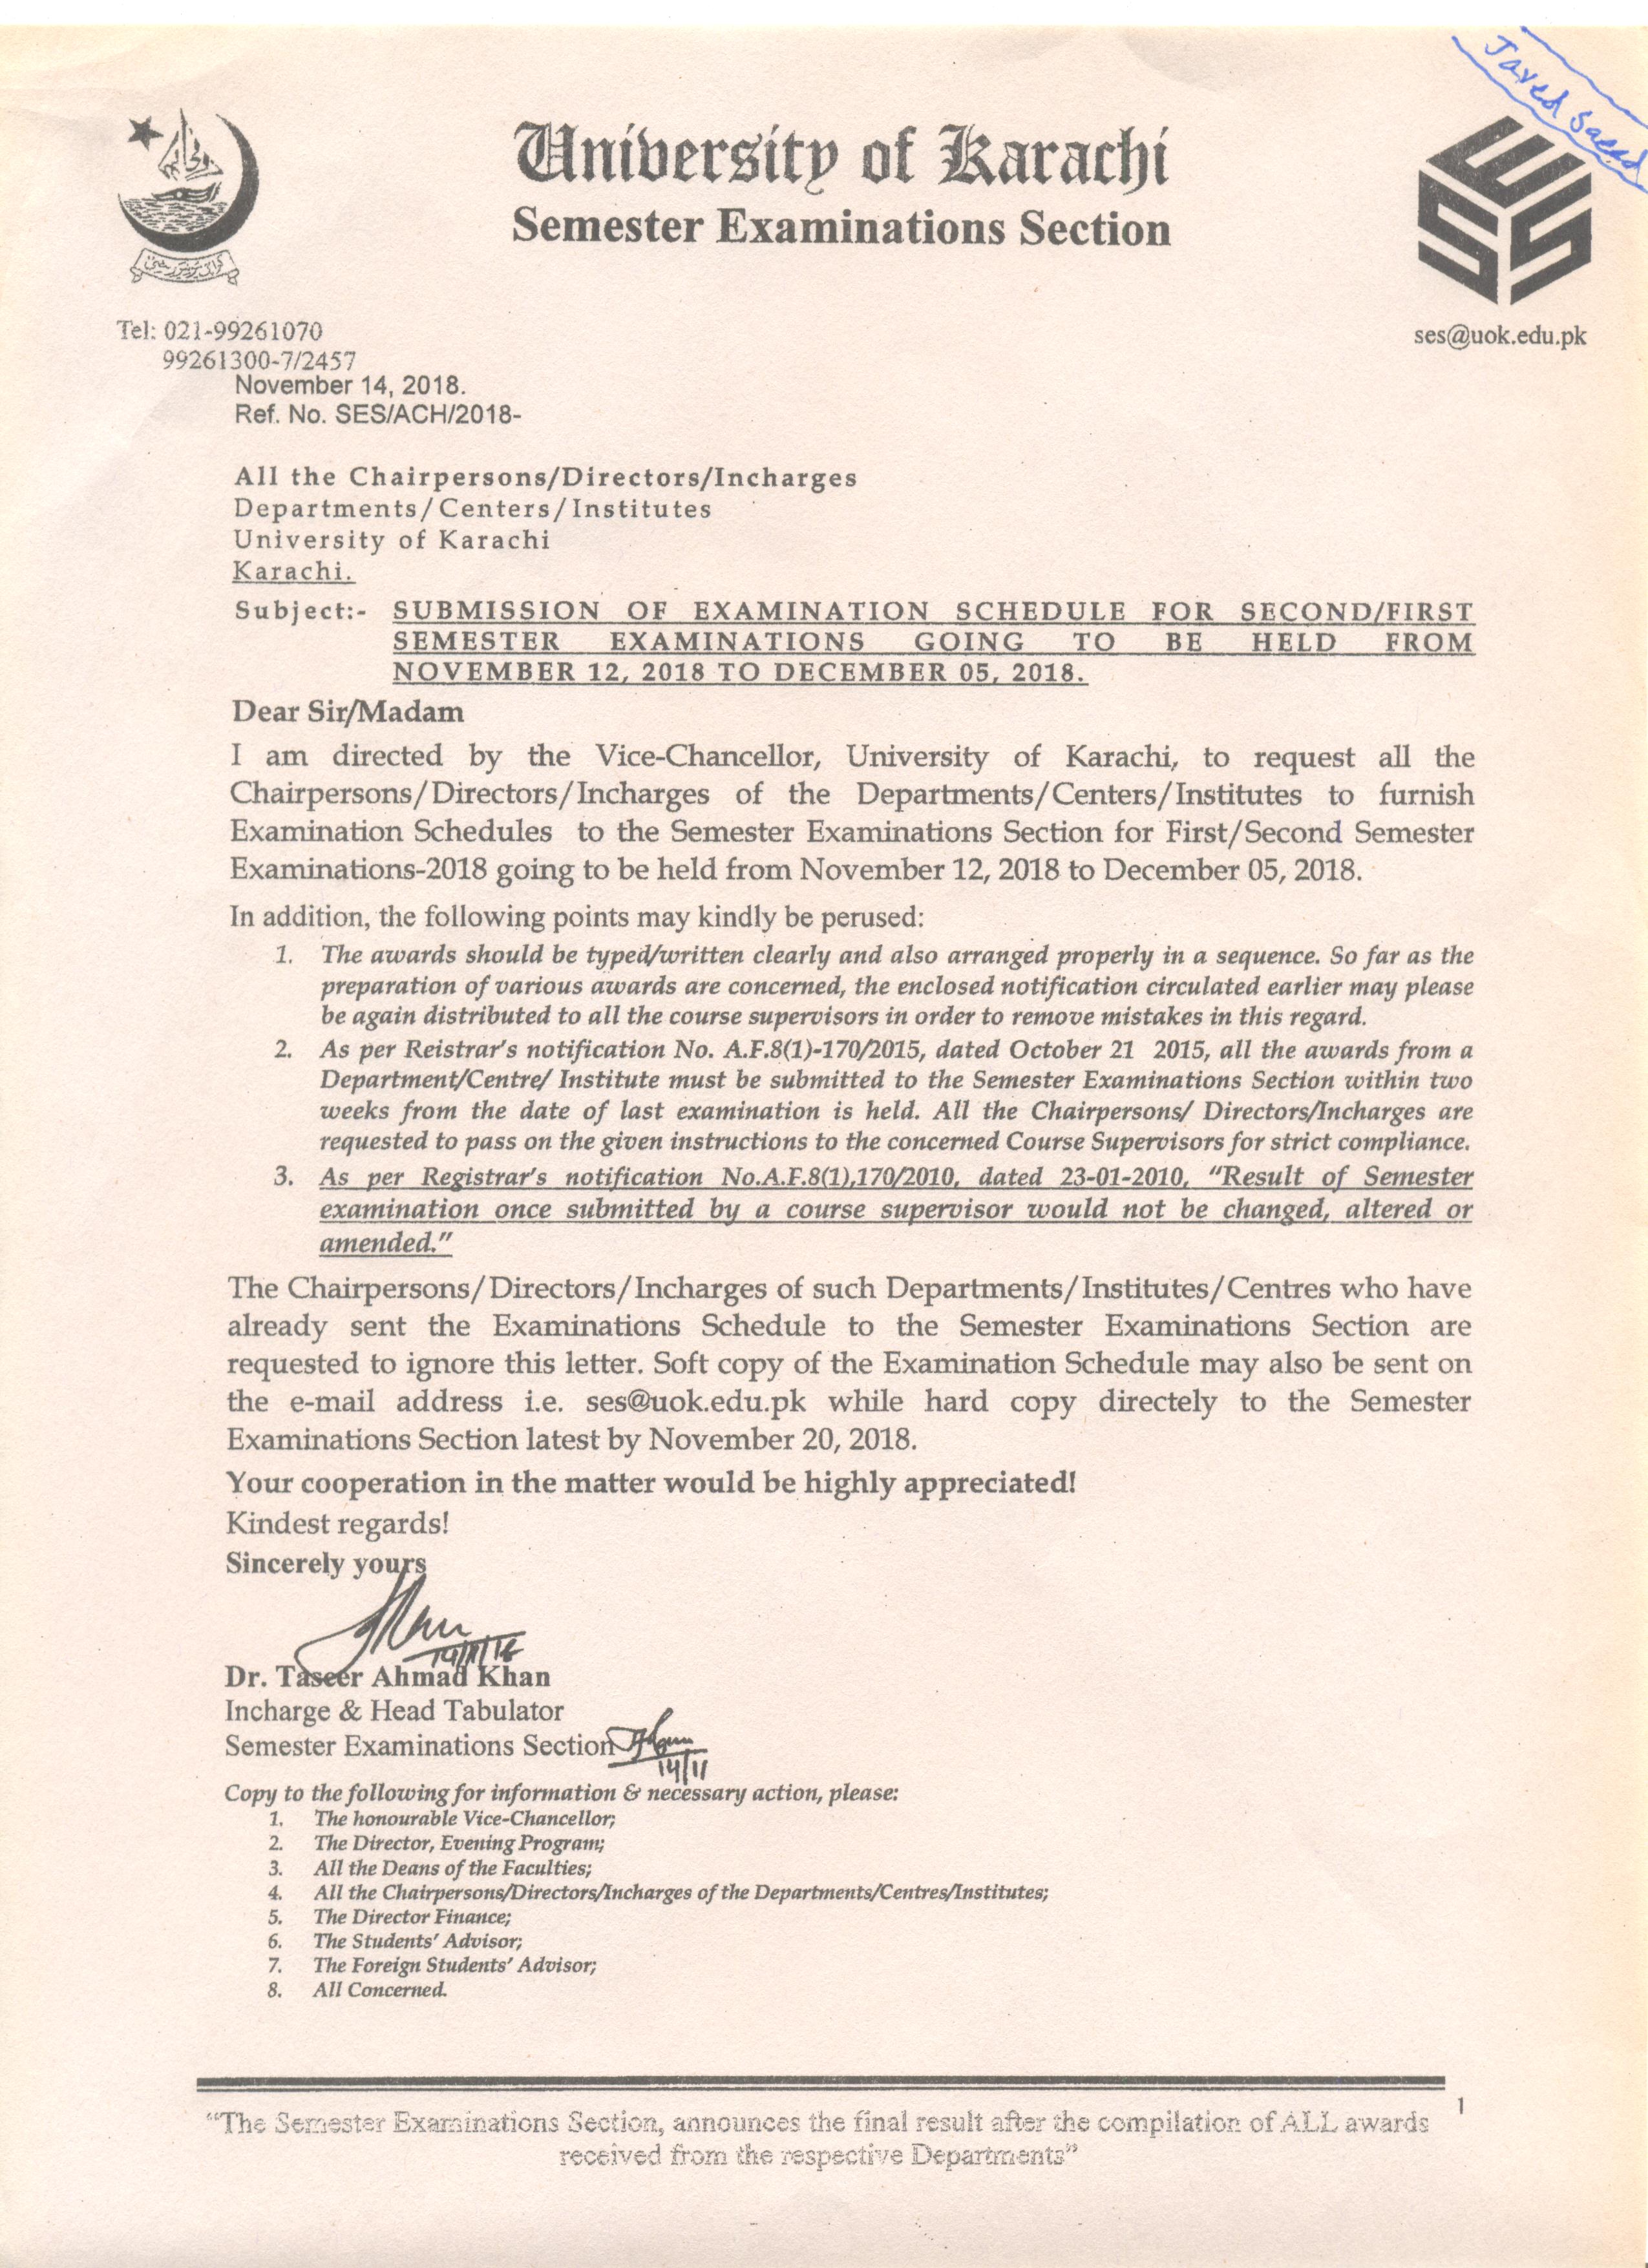 Javed Saeed
University of Karachi
Semester Examinations Section
Tel: 021-99261070
99261300-7/2457
ses@uok.edu.pk
November 14, 2018.
Ref. No. SES/ACH/2018-
All the Chairpersons/Directors/Incharges
Departments/Centers/Institutes
University of Karachi
Karachi.
Subject:- SUBMISSION OF EXAMINATION SCHEDULE FOR SECOND/FIRST
SEMESTER EXAMINATIONS GOING TO BE HELD FROM
NOVEMBER 12, 2018 TO DECEMBER 05, 2018.
Dear Sir/Madam
I am directed by the Vice-Chancellor, University of Karachi, to request all the
Chairpersons/Directors/Incharges of the Departments/Centers/Institutes to furnish
Examination Schedules to the Semester Examinations Section for First/Second Semester
Examinations-2018 going to be held from November 12, 2018 to December 05, 2018.
In addition, the following points may kindly be perused:
1. The awards should be typed/written clearly and also arranged properly in a sequence. So far as the
preparation of various awards are concerned, the enclosed notification circulated earlier may please
be again distributed to all the course supervisors in order to remove mistakes in this regard.
2. As per Reistrar's notification No. A.F.8(1)-170/2015, dated October 21 2015, all the awards from a
Department/Centre/ Institute must be submitted to the Semester Examinations Section within two
weeks from the date of last examination is held. All the Chairpersons/ Directors/Incharges are
requested to pass on the given instructions to the concerned Course Supervisors for strict compliance.
3. As per Registrar's notification No.A.F.8(1),170/2010, dated 23-01-2010, "Result of Semester
examination once submitted by a course supervisor would not be changed, altered or
amended."
The Chairpersons/Directors/Incharges of such Departments/Institutes/Centres who have
already sent the Examinations Schedule to the Semester Examinations Section are
requested to ignore this letter. Soft copy of the Examination Schedule may also be sent on
the e-mail address i.e. ses@uok.edu.pk while hard copy directely to the Semester
Examinations Section latest by November 20, 2018.
Your cooperation in the matter would be highly appreciated!
Kindest regards!
Sincerely yours
14/11/18
Dr. Taseer Ahmad Khan
Incharge & Head Tabulator
Semester Examinations Section
14/11
Copy to the following for information & necessary action, please:
1. The honourable Vice-Chancellor;
2. The Director, Evening Program;
3. All the Deans of the Faculties;
4. All the Chairpersons/Directors/Incharges of the Departments/Centres/Institutes;
5. The Director Finance;
6. The Students' Advisor;
7. The Foreign Students' Advisor;
8. All Concerned.
1
"The Semester Examinations Section, announces the final result after the compilation of ALL awards
received from the respective Departments"